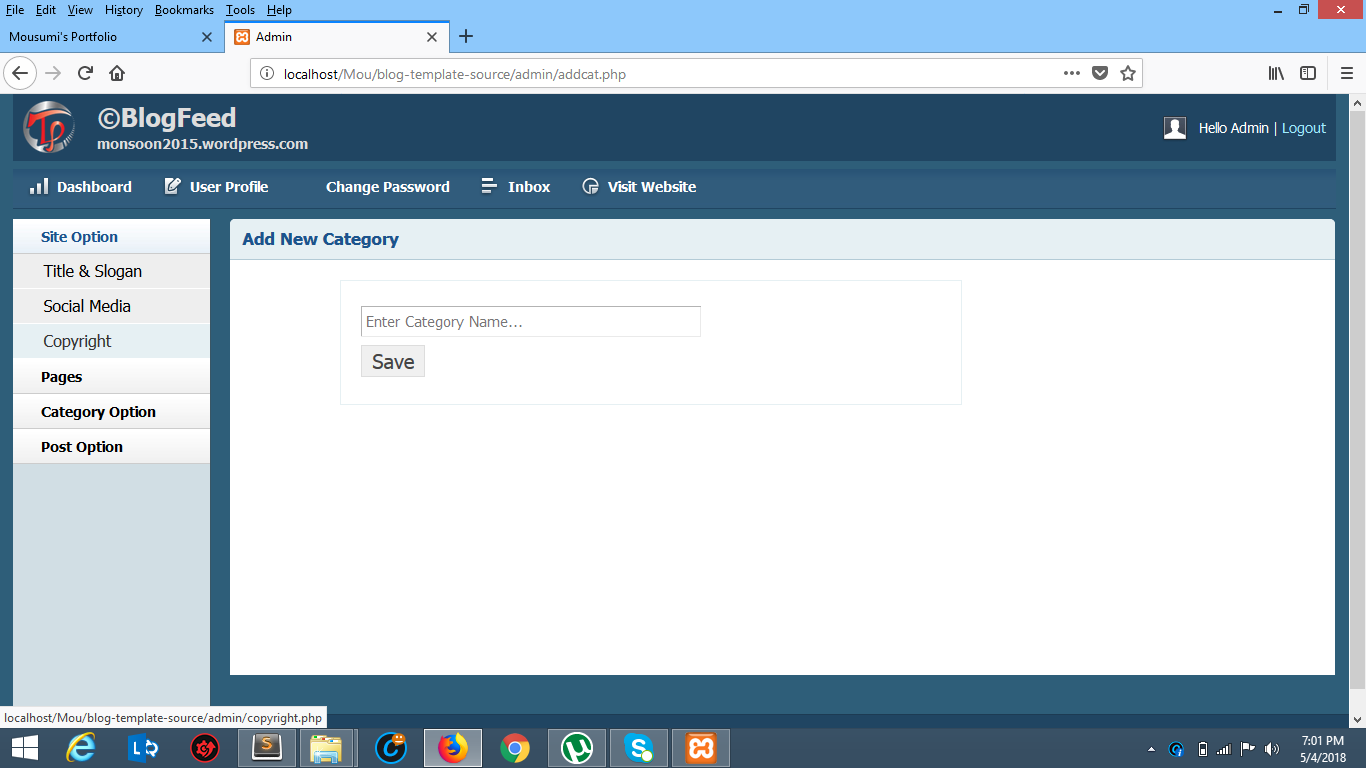 File Edit View History Bookmarks Tools Help
Mousumi's Portfolio
Admin
localhost/Mou/blog-template-source/admin/addcat.php
©BlogFeed
monsoon2015.wordpress.com
Hello Admin | Logout
Dashboard User Profile Change Password Inbox Visit Website
Site Option
Title & Slogan
Social Media
Copyright
Pages
Category Option
Post Option
Add New Category
Enter Category Name...
Save
localhost/Mou/blog-template-source/admin/copyright.php
7:01 PM
5/4/2018